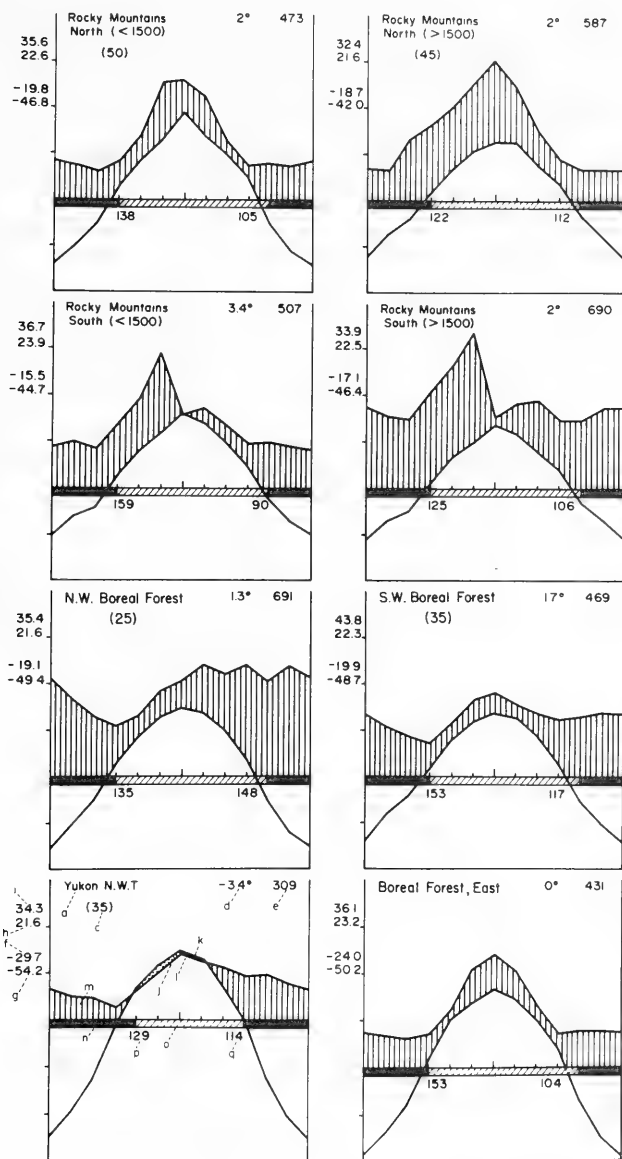 Rocky Mountains 2° 473
North (<1500)
(50)
35.6
22.6
-19.8
-46.8
138 105
Rocky Mountains 2° 587
North (>1500)
(45)
32.4
21.6
-18.7
-42.0
122 112
Rocky Mountains 3.4° 507
South (<1500)
36.7
23.9
-15.5
-44.7
159 90
Rocky Mountains 2° 690
South (>1500)
33.9
22.5
-17.1
-46.4
125 106
N.W. Boreal Forest 1.3° 691
(25)
35.4
21.6
-19.1
-49.4
135 148
S.W. Boreal Forest 1.7° 469
(35)
43.8
22.3
-19.9
-48.7
153 117
Yukon N.W.T -3.4° 309
i a (35) c d e
34.3
h 21.6
f
-29.7
-54.2
g m n j l k
129 114
p o q
Boreal Forest, East 0° 431
36.1
23.2
-24.0
-50.2
153 104